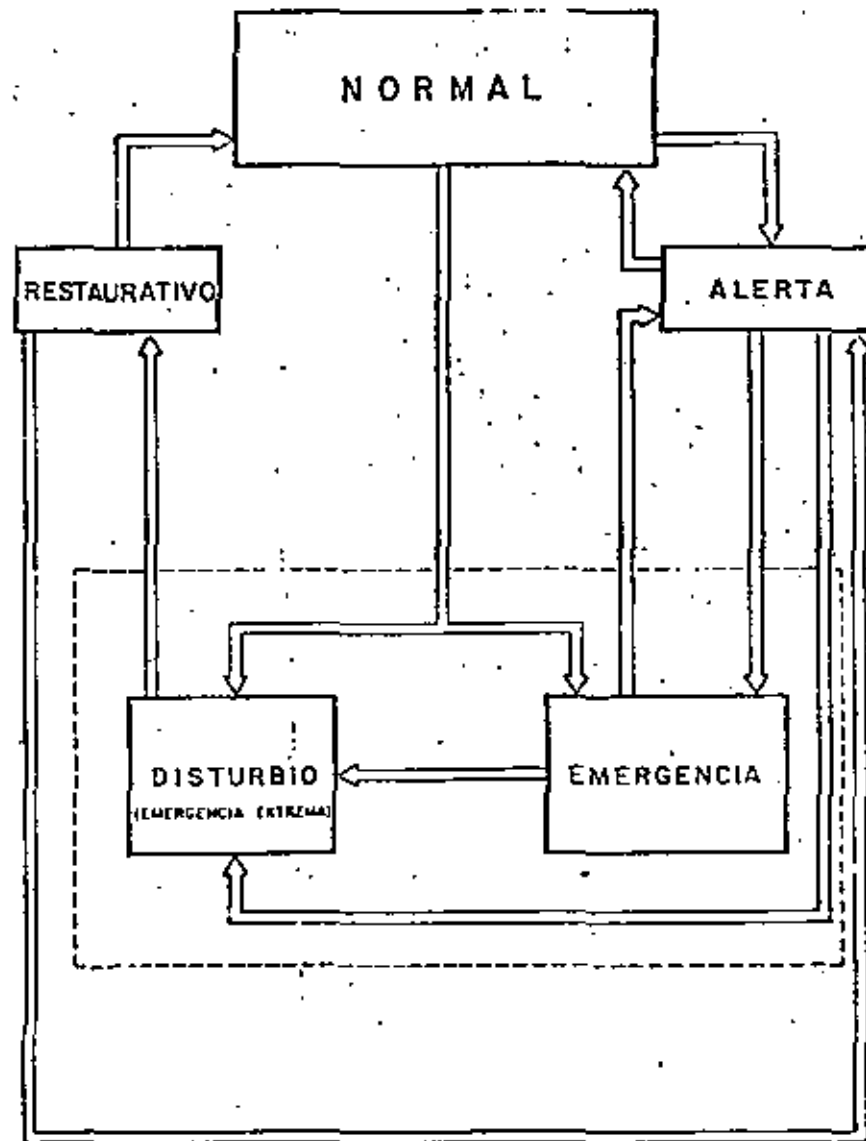 NORMAL
RESTAURATIVO
ALERTA
DISTURBIO
(EMERGENCIA EXTREMA)
EMERGENCIA